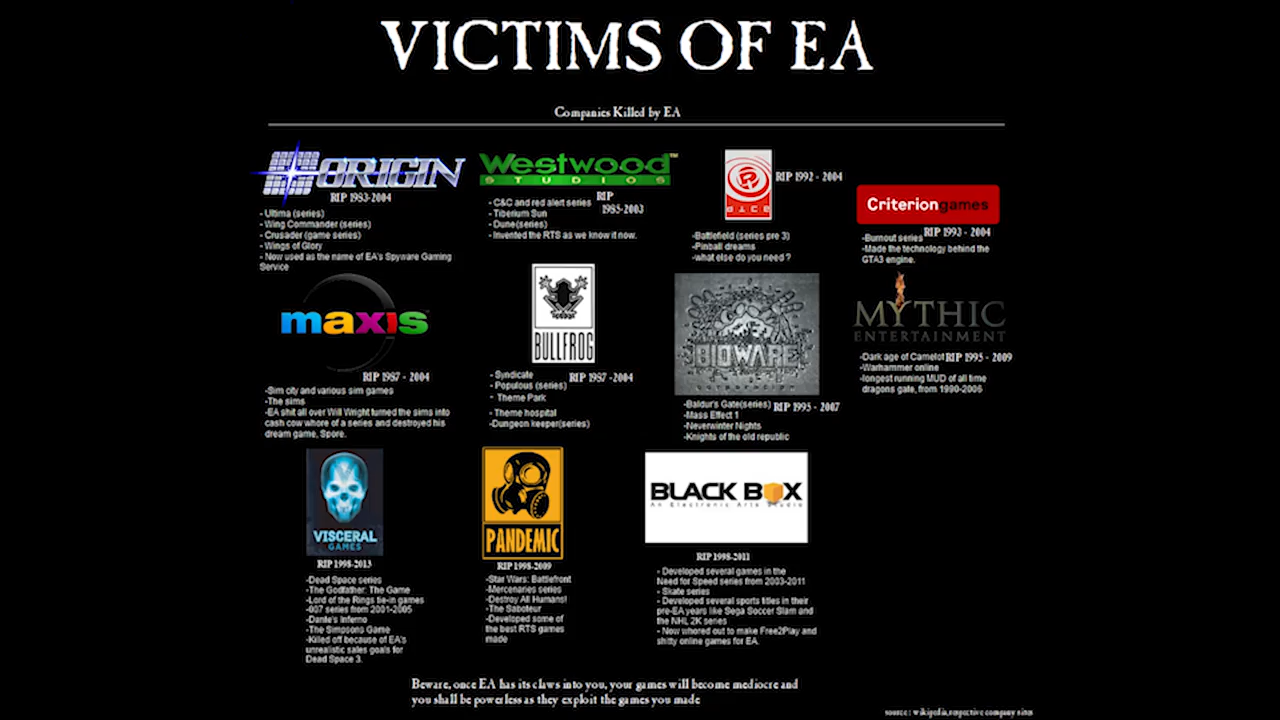 VICTIMS OF EA
Companies Killed by EA
ORIGIN
RIP 1983-2004
- Ultima (series)
- Wing Commander (series)
- Crusader (game series)
- Wings of Glory
- Now used as the name of EA's Spyware Gaming
Service
Westwood™
STUDIOS
RIP
1985-2003
- C&C and red alert series
- Tiberium Sun
- Dune(series)
- Invented the RTS as we know it now.
DICE
RIP 1992 - 2004
-Battlefield (series pre 3)
-Pinball dreams
-what else do you need ?
Criteriongames
RIP 1993 - 2004
-Burnout series
-Made the technology behind the
GTA3 engine.
maxis
RIP 1987 - 2004
-Sim city and various sim games
-The sims
-EA shit all over Will Wright turned the sims into
cash cow whore of a series and destroyed his
dream game, Spore.
BULLFROG
RIP 1987 -2004
- Syndicate
- Populous (series)
- Theme Park
- Theme hospital
-Dungeon keeper(series)
BIOWARE
CORPORATION
RIP 1995 - 2007
-Baldur's Gate(series)
-Mass Effect 1
-Neverwinter Nights
-Knights of the old republic
MYTHIC
ENTERTAINMENT
RIP 1995 - 2009
-Dark age of Camelot
-Warhammer online
-longest running MUD of all time
dragons gate, from 1990-2006
VISCERAL
GAMES
RIP 1998-2013
-Dead Space series
-The Godfather: The Game
-Lord of the Rings tie-in games
-007 series from 2001-2005
-Dante's Inferno
-The Simpsons Game
-Killed off because of EA's
unrealistic sales goals for
Dead Space 3.
PANDEMIC
RIP 1998-2009
-Star Wars: Battlefront
-Mercenaries series
-Destroy All Humans!
-The Saboteur
-Developed some of
the best RTS games
made
BLACK BOX
An Electronic Arts Studio
RIP 1998-2011
- Developed several games in the
Need for Speed series from 2003-2011
- Skate series
- Developed several sports titles in their
pre-EA years like Sega Soccer Slam and
the NHL 2K series
- Now whored out to make Free2Play and
shitty online games for EA.
Beware, once EA has its claws into you, your games will become mediocre and
you shall be powerless as they exploit the games you made
source : wikipedia,respective company sites